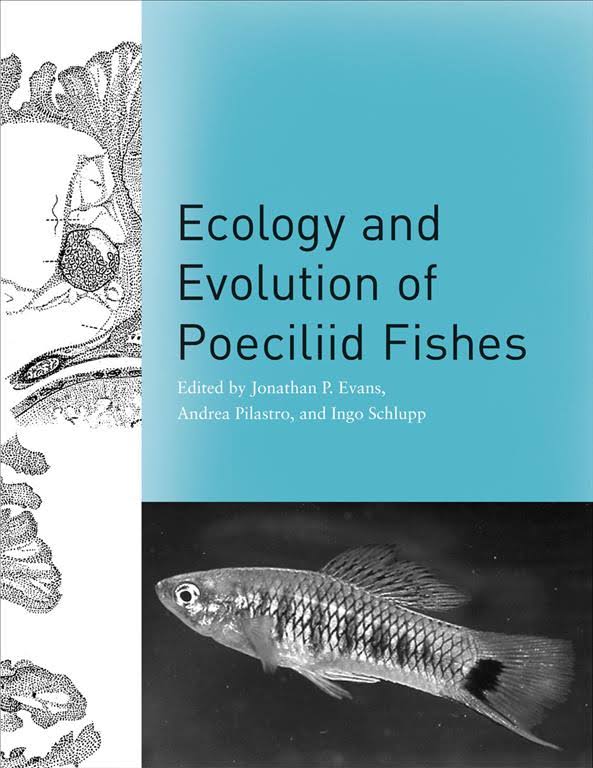 Ecology and
Evolution of
Poeciliid Fishes
Edited by Jonathan P. Evans,
Andrea Pilastro, and Ingo Schlupp